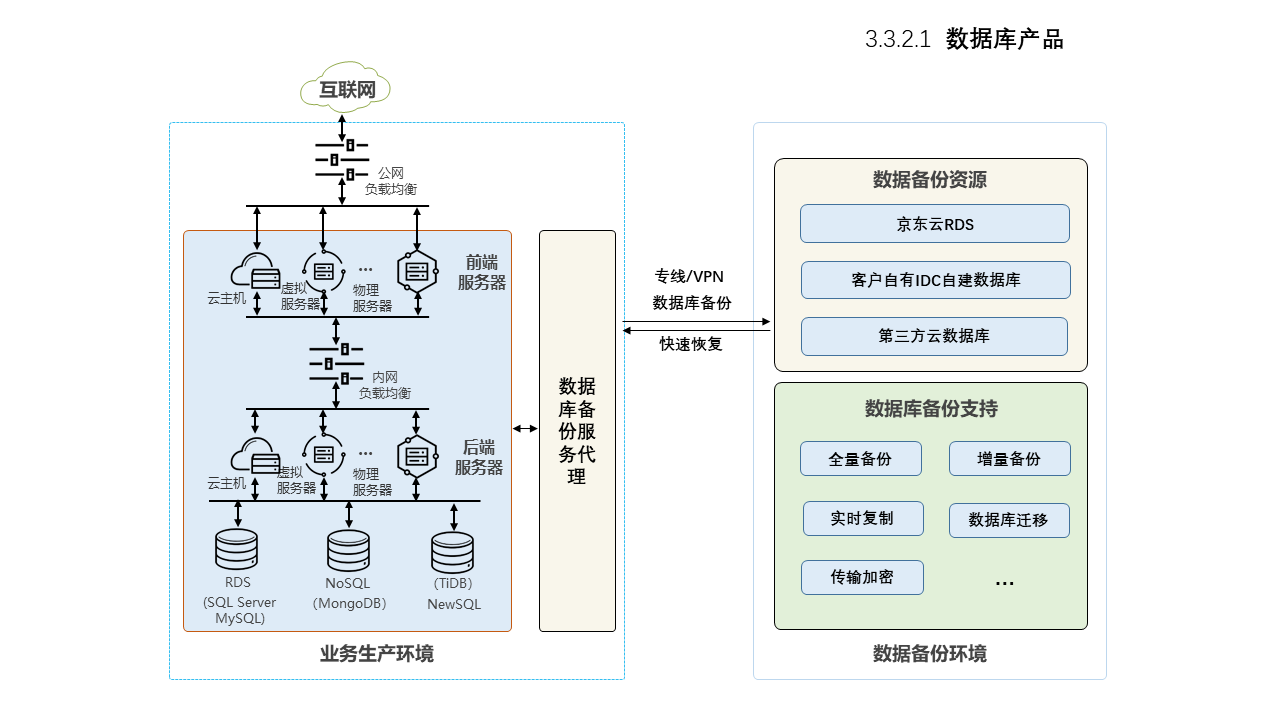 3.3.2.1 数据库产品
互联网
公网
负载均衡
前端
服务器
云主机
虚拟
服务器
...
物理
服务器
内网
负载均衡
后端
服务器
云主机
虚拟
服务器
...
物理
服务器
RDS
(SQL Server
MySQL)
NoSQL
（MongoDB）
（TiDB）
NewSQL
业务生产环境
数据
库备
份服
务代
理
专线/VPN
数据库备份
快速恢复
数据备份资源
京东云RDS
客户自有IDC自建数据库
第三方云数据库
数据库备份支持
全量备份
增量备份
实时复制
数据库迁移
传输加密
...
数据备份环境